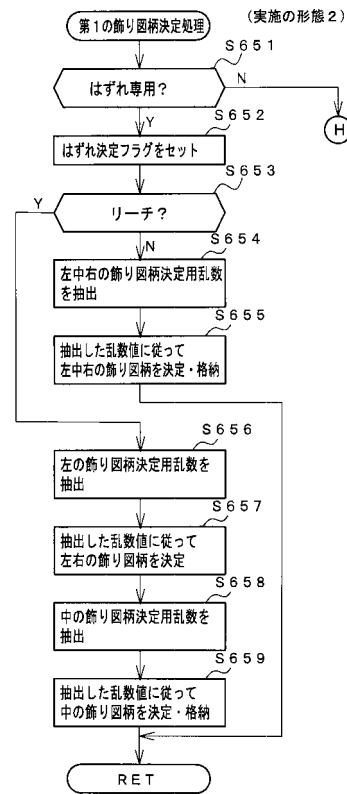 (実施の形態2)
第1の飾り図柄決定処理
S651
はずれ専用?
N
H
Y
S652
はずれ決定フラグをセット
S653
Y
リーチ?
N
S654
左中右の飾り図柄決定用乱数
を抽出
S655
抽出した乱数値に従って
左中右の飾り図柄を決定・格納
S656
左の飾り図柄決定用乱数を
抽出
S657
抽出した乱数値に従って
左右の飾り図柄を決定
S658
中の飾り図柄決定用乱数を
抽出
S659
抽出した乱数値に従って
中の飾り図柄を決定・格納
RET